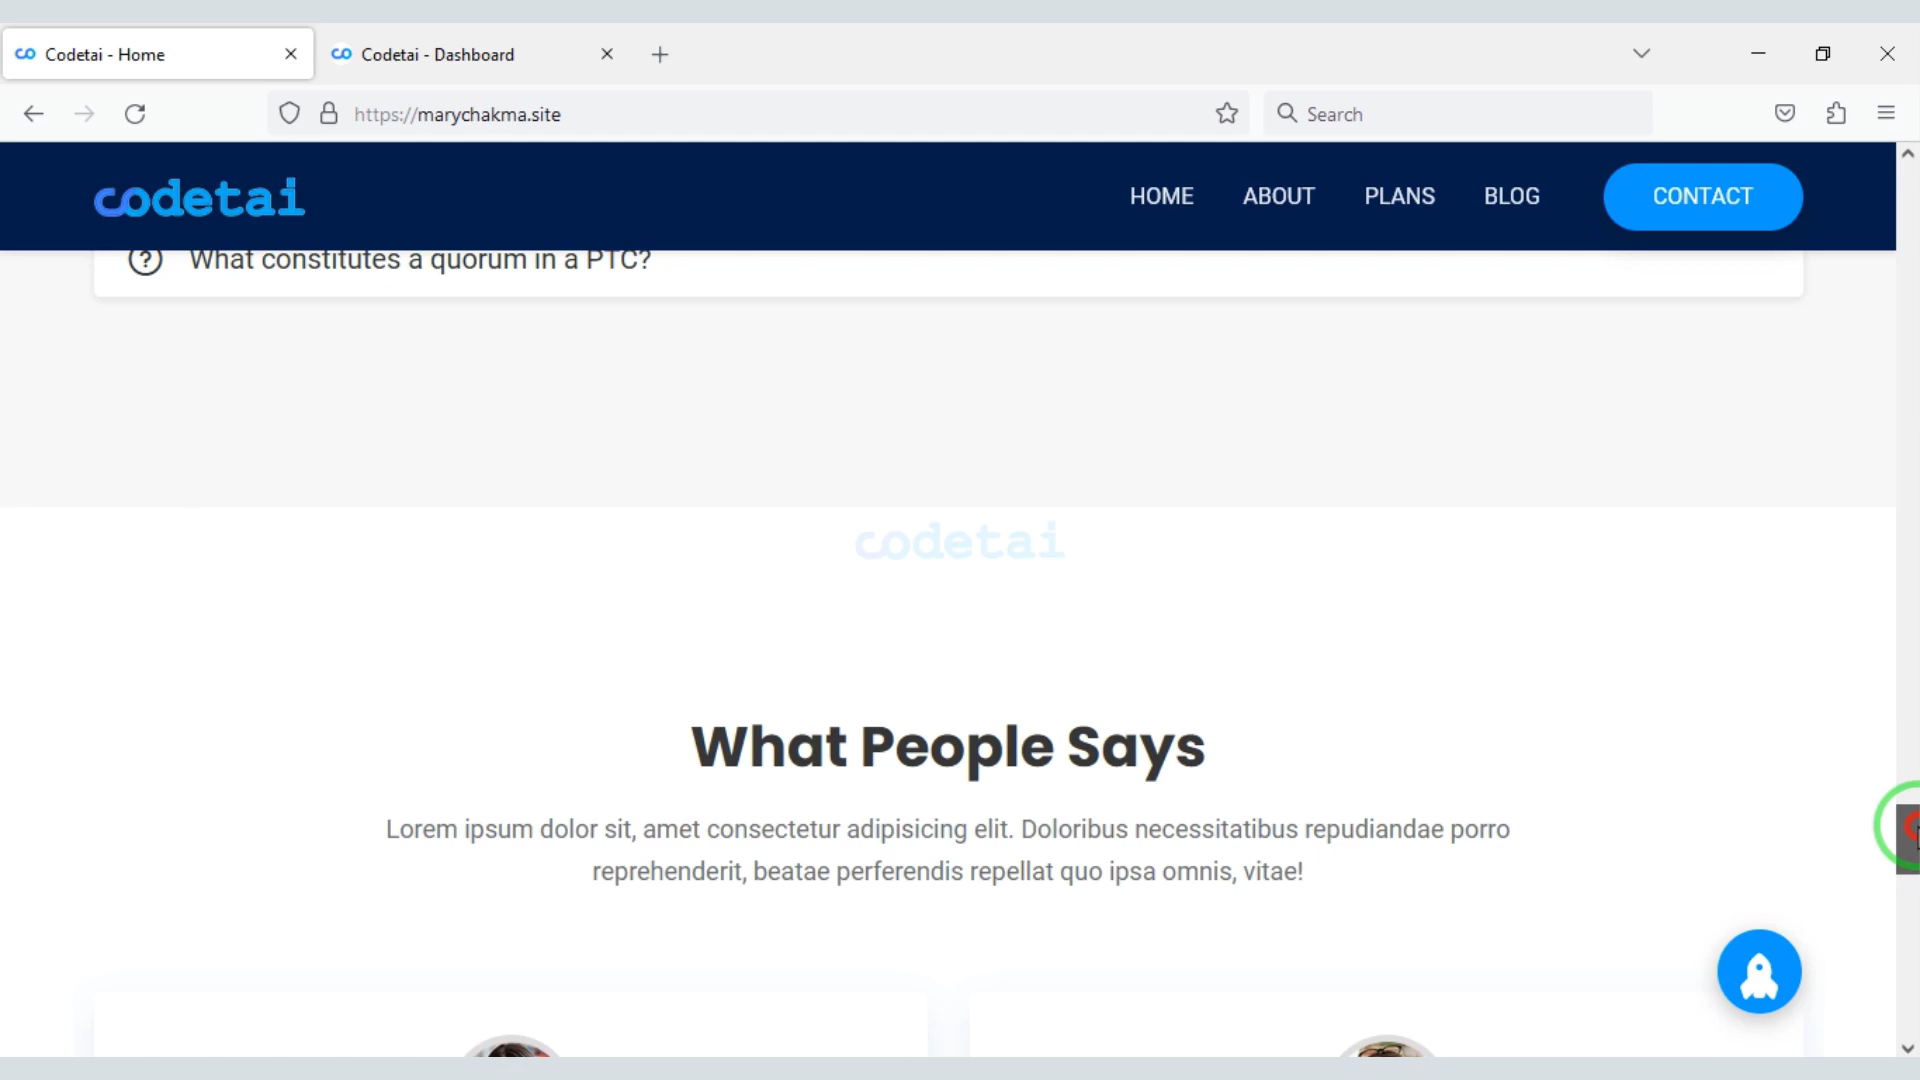 Codetai - Home
Codetai - Dashboard
https://marychakma.site
Search
codetai
HOME
ABOUT
PLANS
BLOG
CONTACT
What constitutes a quorum in a PTC?
codetai
What People Says
Lorem ipsum dolor sit, amet consectetur adipisicing elit. Doloribus necessitatibus repudiandae porro
reprehenderit, beatae perferendis repellat quo ipsa omnis, vitae!